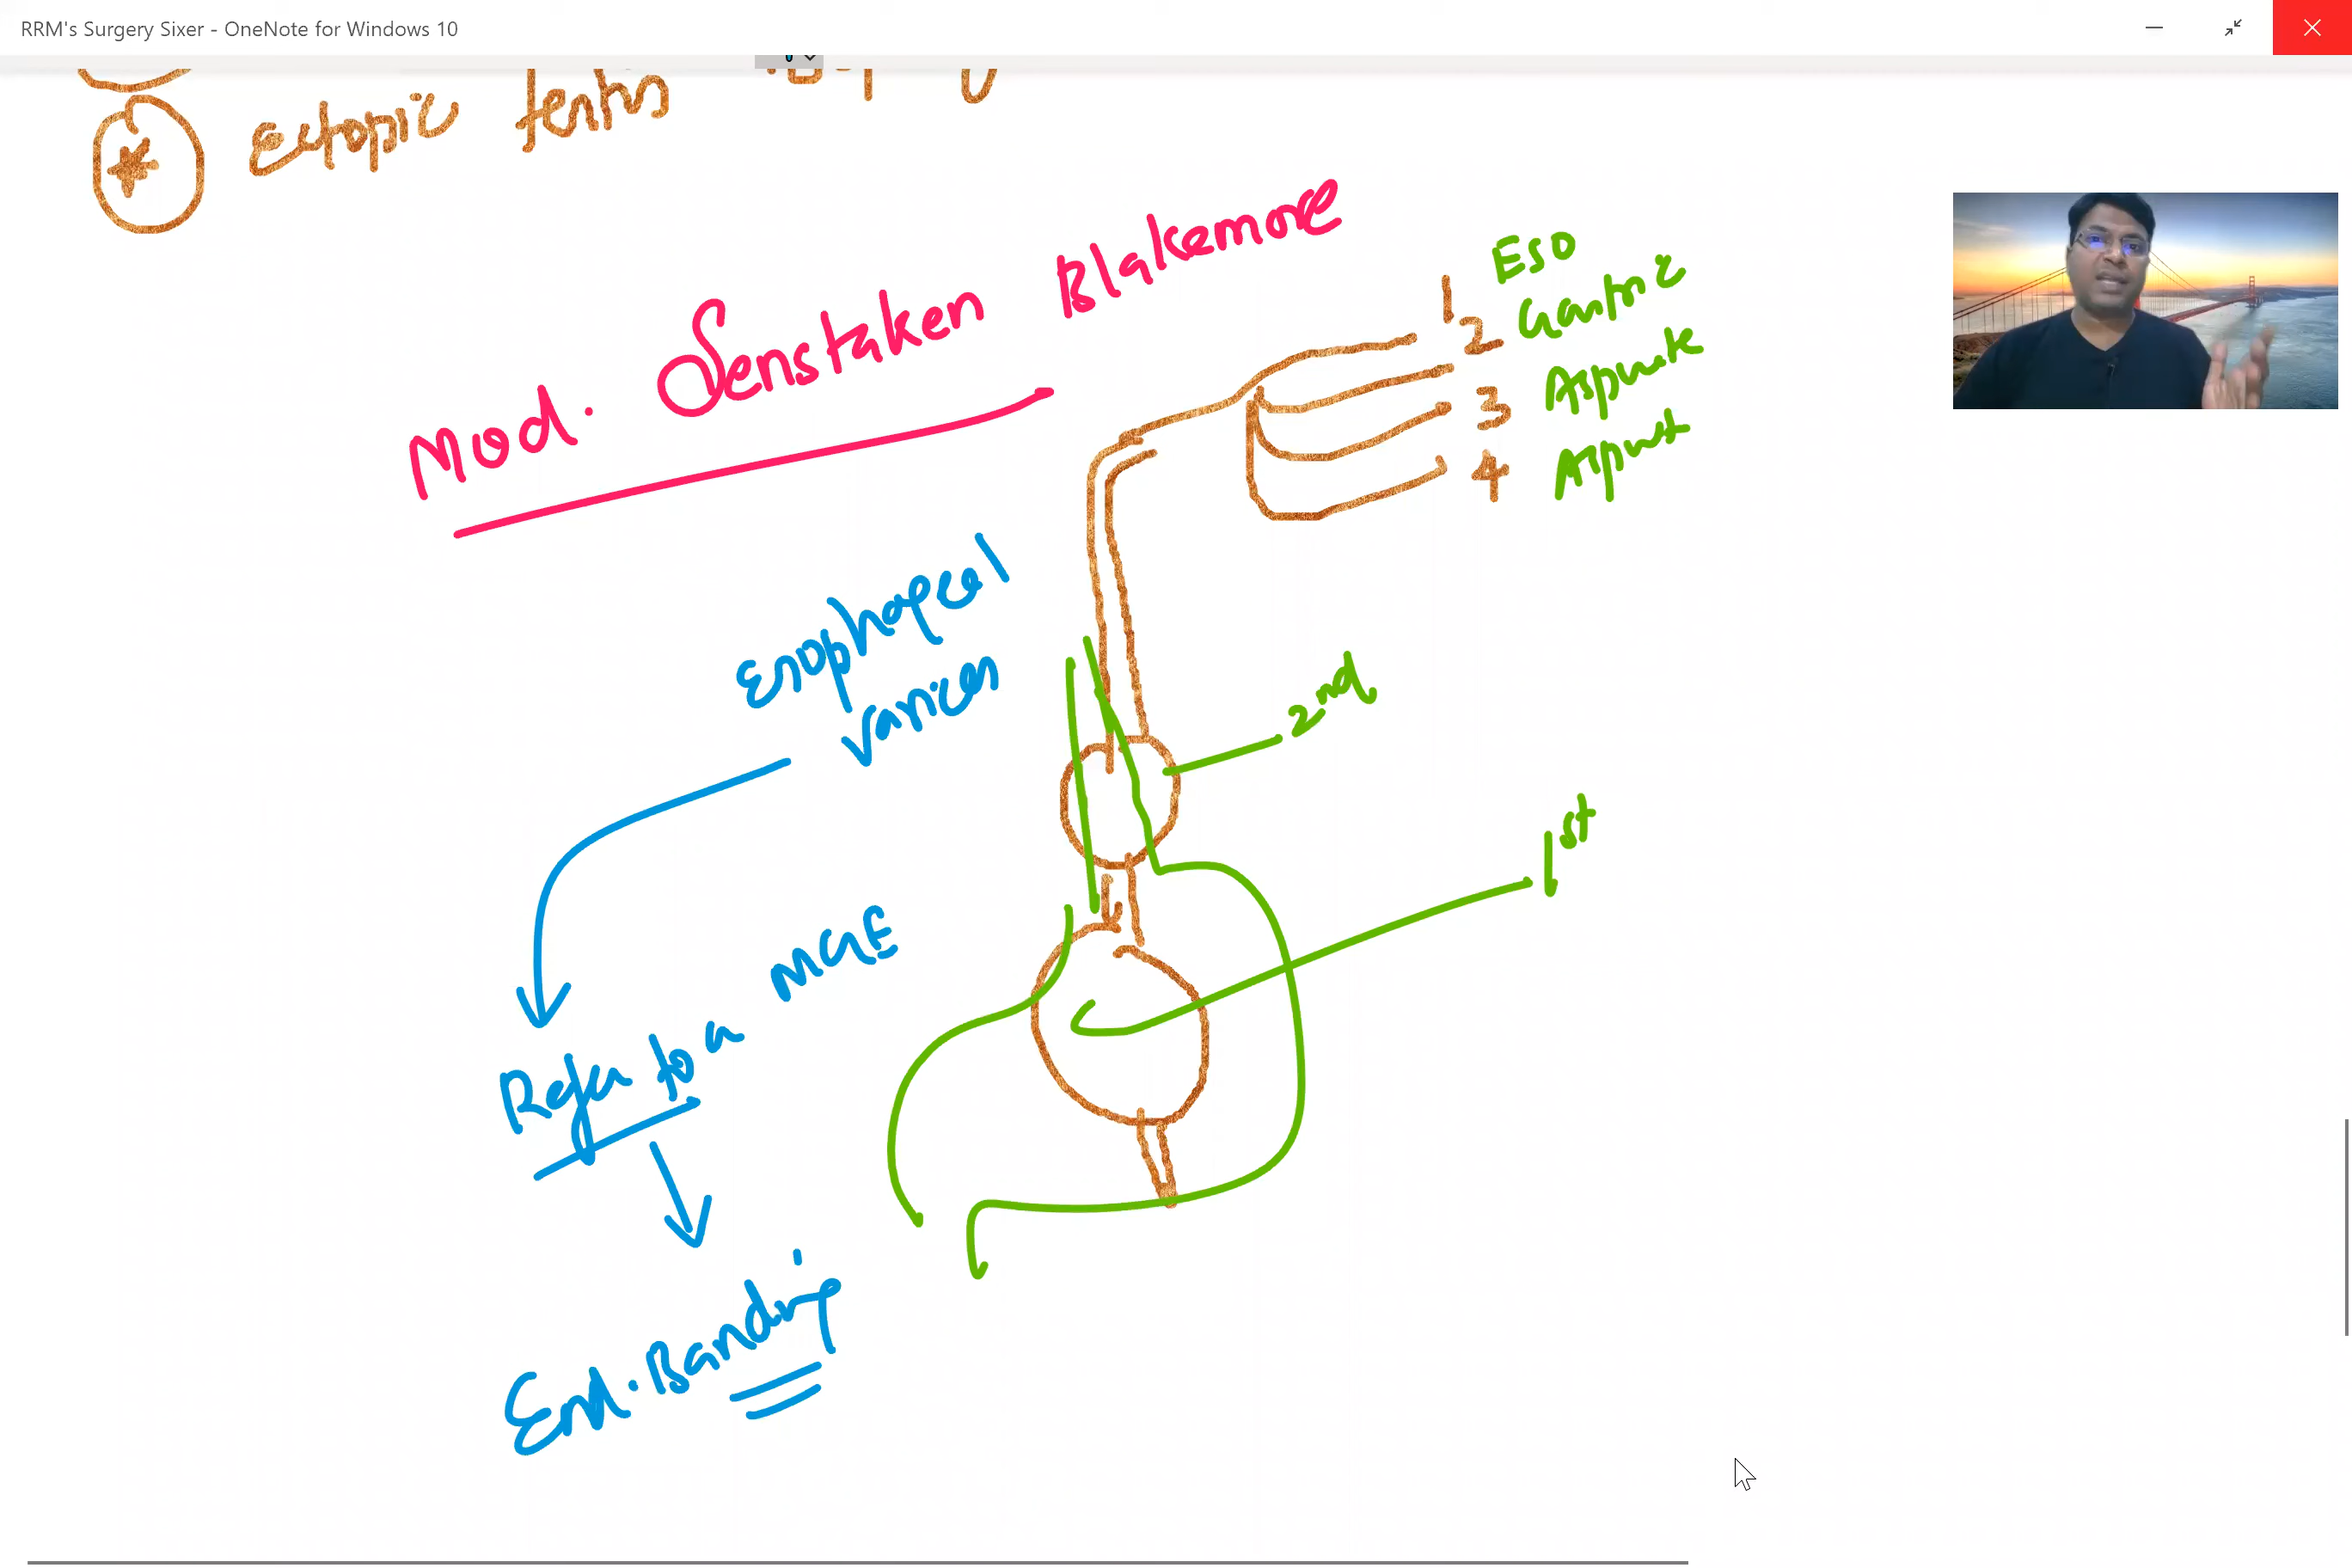 RRM's Surgery Sixer - OneNote for Windows 10
Ectopic testis
Mod. Senstaken Blakemore
1 Eso
2 Gastric
3 Aspirate
4 Aspirate
Esophageal
varices
2nd
1st
Refer to a MGE
End. Banding